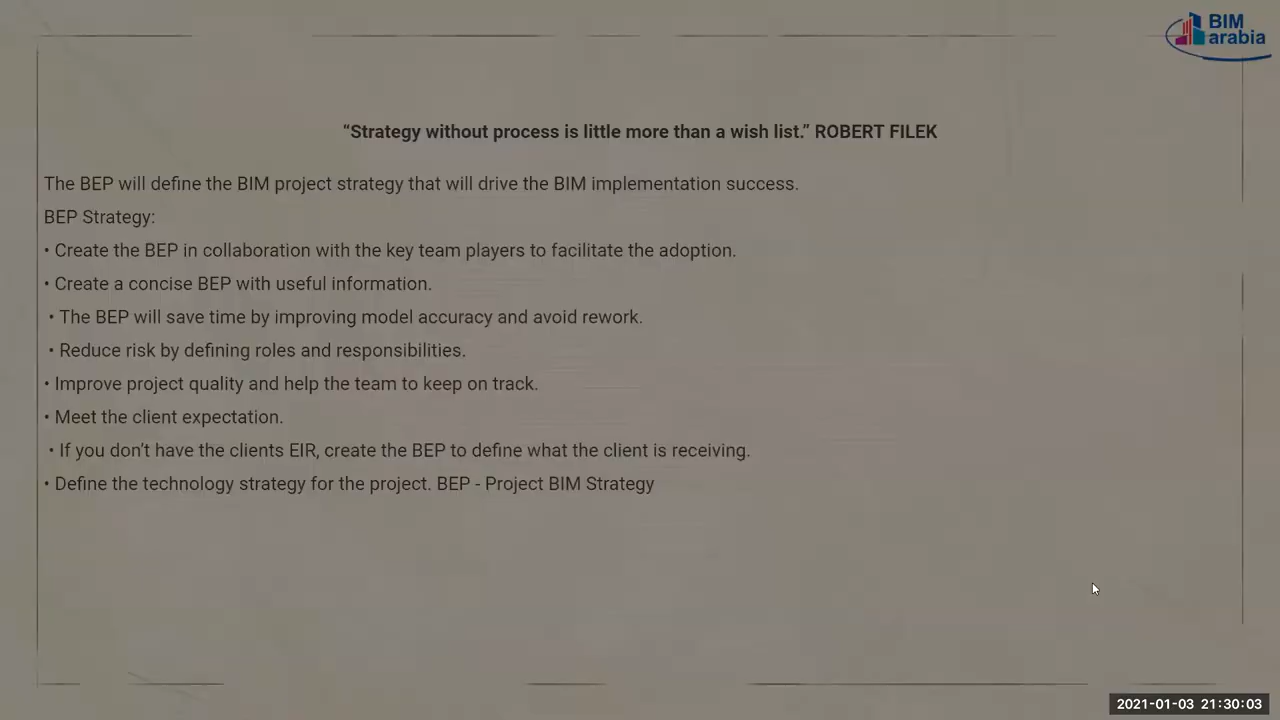 BIM
arabia
“Strategy without process is little more than a wish list.” ROBERT FILEK
The BEP will define the BIM project strategy that will drive the BIM implementation success.
BEP Strategy:
• Create the BEP in collaboration with the key team players to facilitate the adoption.
• Create a concise BEP with useful information.
• The BEP will save time by improving model accuracy and avoid rework.
• Reduce risk by defining roles and responsibilities.
• Improve project quality and help the team to keep on track.
• Meet the client expectation.
• If you don’t have the clients EIR, create the BEP to define what the client is receiving.
• Define the technology strategy for the project. BEP - Project BIM Strategy
2021-01-03 21:30:03